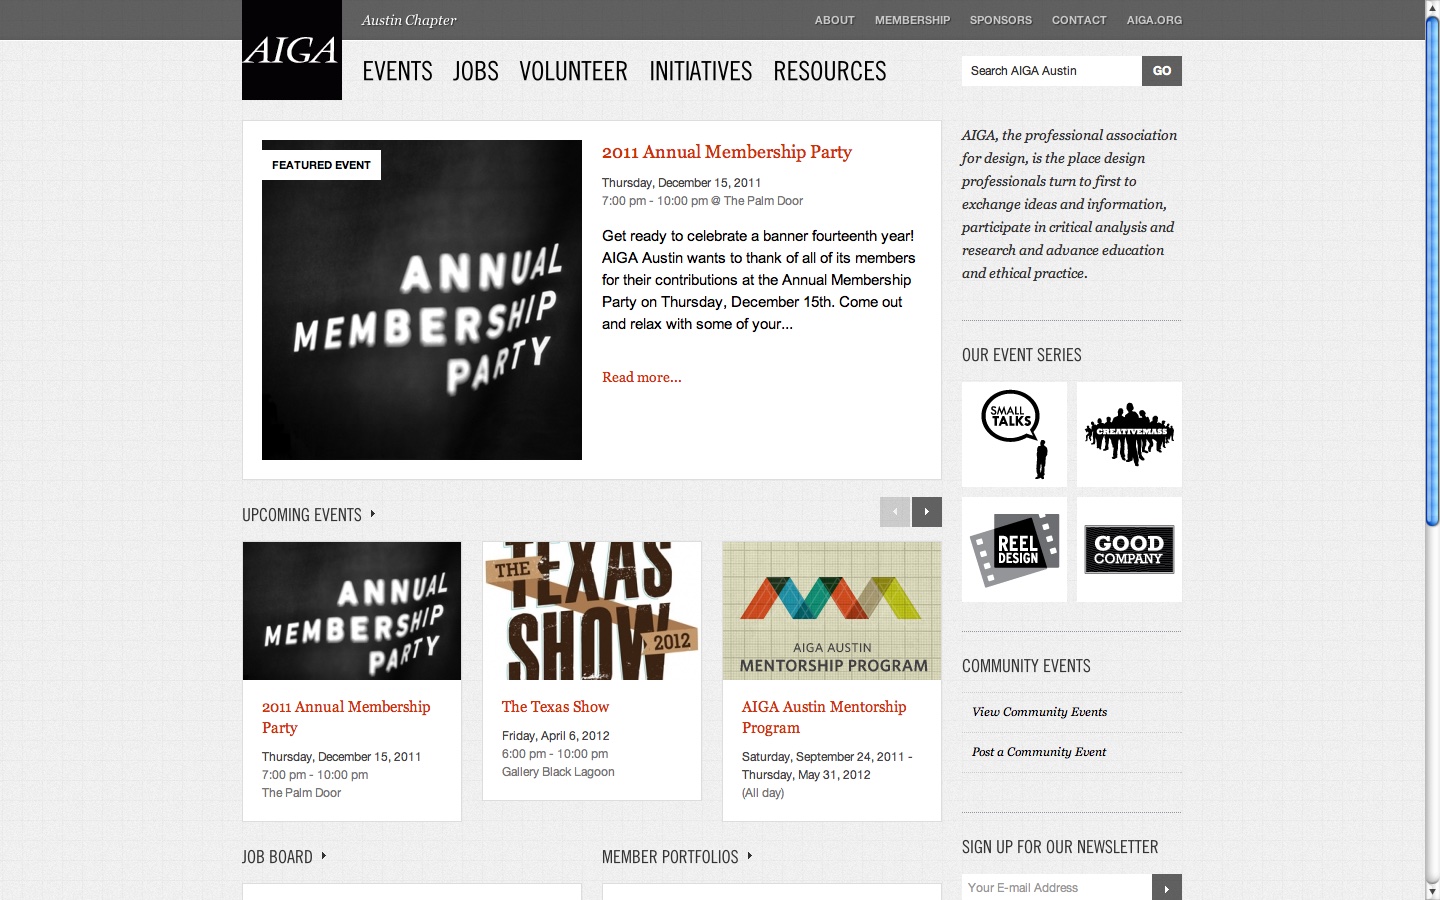 Austin Chapter
ABOUT MEMBERSHIP SPONSORS CONTACT AIGA.ORG
AIGA
EVENTS JOBS VOLUNTEER INITIATIVES RESOURCES
Search AIGA Austin
GO
FEATURED EVENT
ANNUAL
MEMBERSHIP
PARTY
2011 Annual Membership Party
Thursday, December 15, 2011
7:00 pm - 10:00 pm @ The Palm Door
Get ready to celebrate a banner fourteenth year!
AIGA Austin wants to thank of all of its members
for their contributions at the Annual Membership
Party on Thursday, December 15th. Come out
and relax with some of your...
Read more...
AIGA, the professional association
for design, is the place design
professionals turn to first to
exchange ideas and information,
participate in critical analysis and
research and advance education
and ethical practice.
OUR EVENT SERIES
SMALL
TALKS
CREATIVEMASS
REEL
DESIGN
GOOD
COMPANY
UPCOMING EVENTS
ANNUAL
MEMBERSHIP
PARTY
2011 Annual Membership
Party
Thursday, December 15, 2011
7:00 pm - 10:00 pm
The Palm Door
THE
TEXAS
SHOW
2012
The Texas Show
Friday, April 6, 2012
6:00 pm - 10:00 pm
Gallery Black Lagoon
AIGA AUSTIN
MENTORSHIP PROGRAM
AIGA Austin Mentorship
Program
Saturday, September 24, 2011 -
Thursday, May 31, 2012
(All day)
COMMUNITY EVENTS
View Community Events
Post a Community Event
SIGN UP FOR OUR NEWSLETTER
Your E-mail Address
JOB BOARD
MEMBER PORTFOLIOS